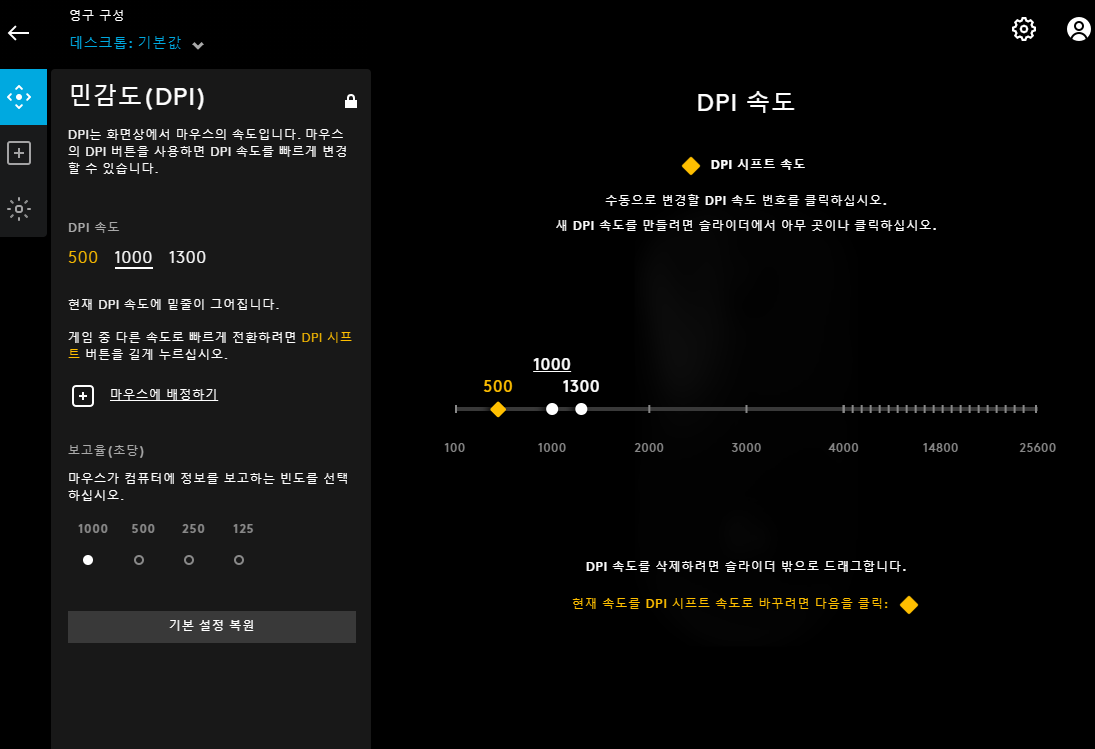 영구 구성
데스크톱: 기본값
민감도(DPI)
DPI는 화면상에서 마우스의 속도입니다. 마우스
의 DPI 버튼을 사용하면 DPI 속도를 빠르게 변경
할 수 있습니다.
DPI 속도
500 1000 1300
현재 DPI 속도에 밑줄이 그어집니다.
게임 중 다른 속도로 빠르게 전환하려면 DPI 시프
트 버튼을 길게 누르십시오.
마우스에 배정하기
보고율(초당)
마우스가 컴퓨터에 정보를 보고하는 빈도를 선택
하십시오.
1000 500 250 125
기본 설정 복원
DPI 속도
DPI 시프트 속도
수동으로 변경할 DPI 속도 번호를 클릭하십시오.
새 DPI 속도를 만들려면 슬라이더에서 아무 곳이나 클릭하십시오.
1000
500 1300
100 1000 2000 3000 4000 14800 25600
DPI 속도를 삭제하려면 슬라이더 밖으로 드래그합니다.
현재 속도를 DPI 시프트 속도로 바꾸려면 다음을 클릭: